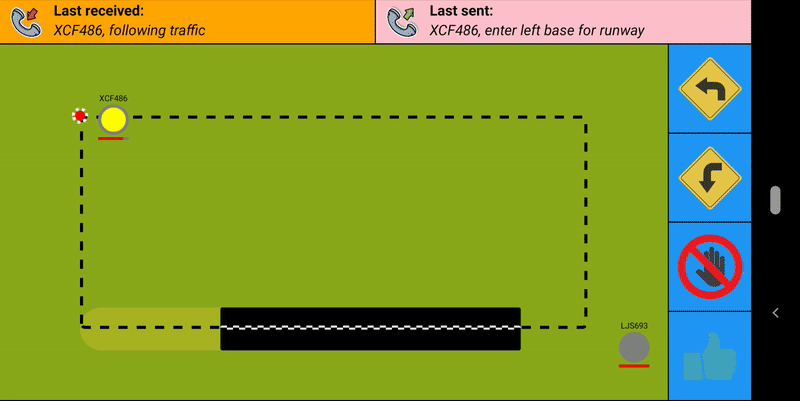 Last received:
XCF486, following traffic
Last sent:
XCF486, enter left base for runway
XCF486
LJS693